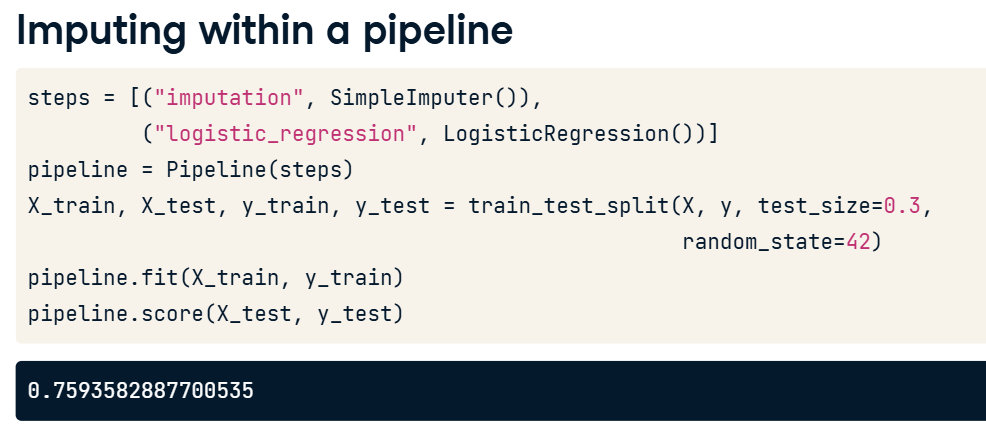 Imputing within a pipeline
steps = [("imputation", SimpleImputer()),
         ("logistic_regression", LogisticRegression())]
pipeline = Pipeline(steps)
X_train, X_test, y_train, y_test = train_test_split(X, y, test_size=0.3,
                                                    random_state=42)
pipeline.fit(X_train, y_train)
pipeline.score(X_test, y_test)
0.7593582887700535